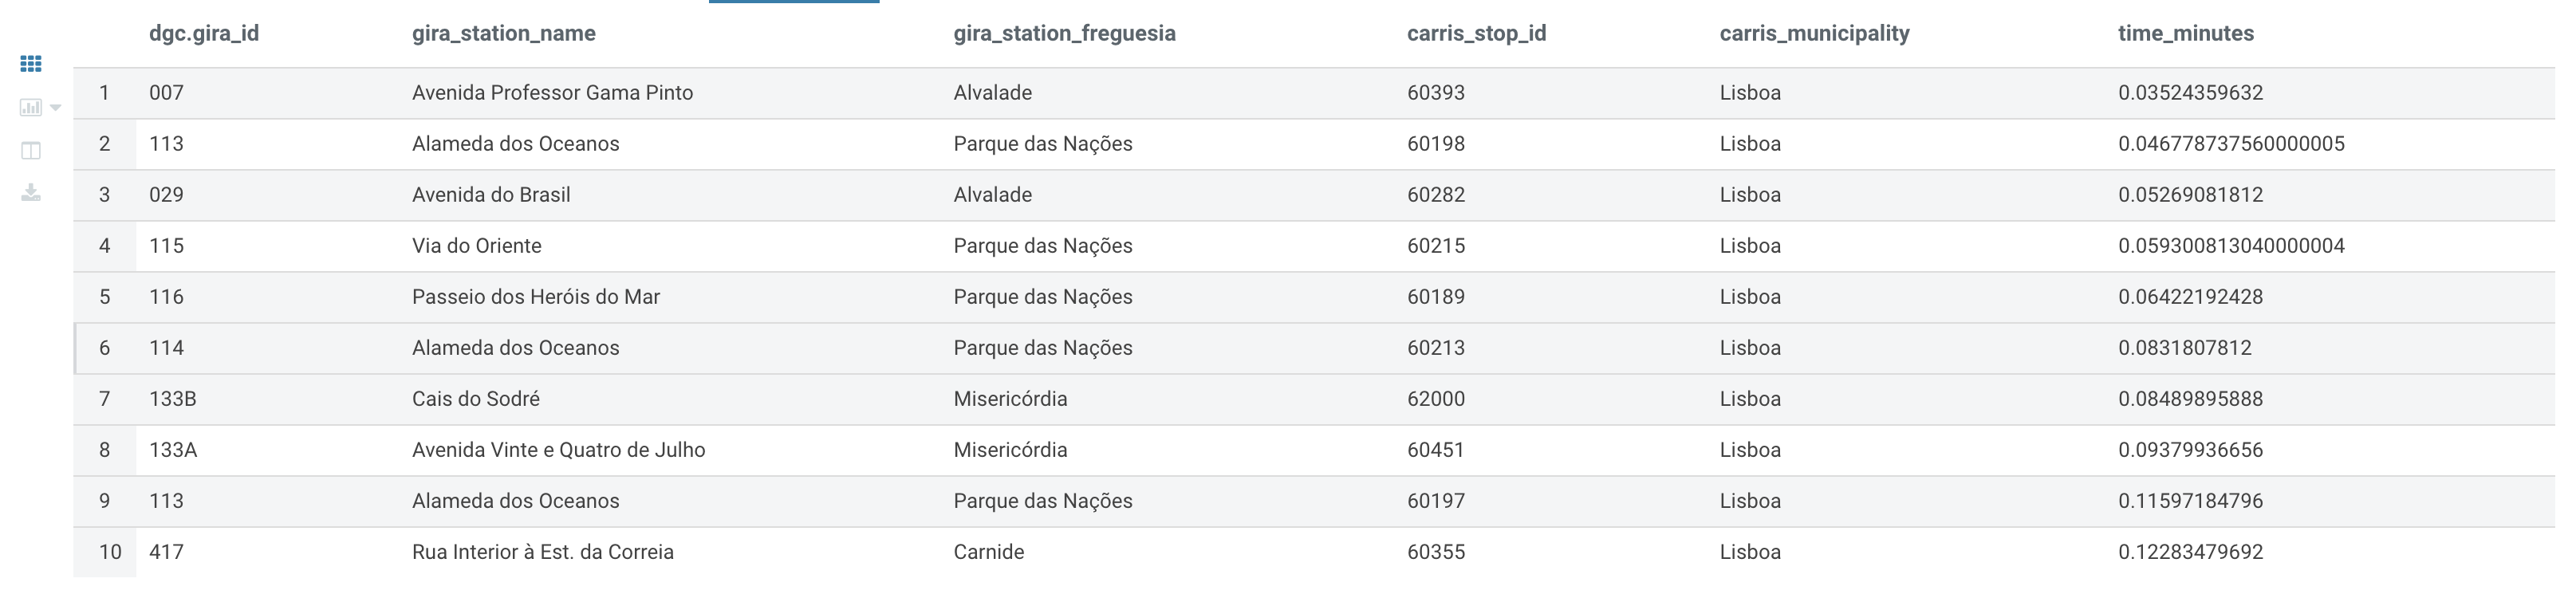 dgc.gira_id gira_station_name gira_station_freguesia carris_stop_id carris_municipality time_minutes
1 007 Avenida Professor Gama Pinto Alvalade 60393 Lisboa 0.03524359632
2 113 Alameda dos Oceanos Parque das Nações 60198 Lisboa 0.046778737560000005
3 029 Avenida do Brasil Alvalade 60282 Lisboa 0.05269081812
4 115 Via do Oriente Parque das Nações 60215 Lisboa 0.059300813040000004
5 116 Passeio dos Heróis do Mar Parque das Nações 60189 Lisboa 0.06422192428
6 114 Alameda dos Oceanos Parque das Nações 60213 Lisboa 0.0831807812
7 133B Cais do Sodré Misericórdia 62000 Lisboa 0.08489895888
8 133A Avenida Vinte e Quatro de Julho Misericórdia 60451 Lisboa 0.09379936656
9 113 Alameda dos Oceanos Parque das Nações 60197 Lisboa 0.11597184796
10 417 Rua Interior à Est. da Correia Carnide 60355 Lisboa 0.12283479692